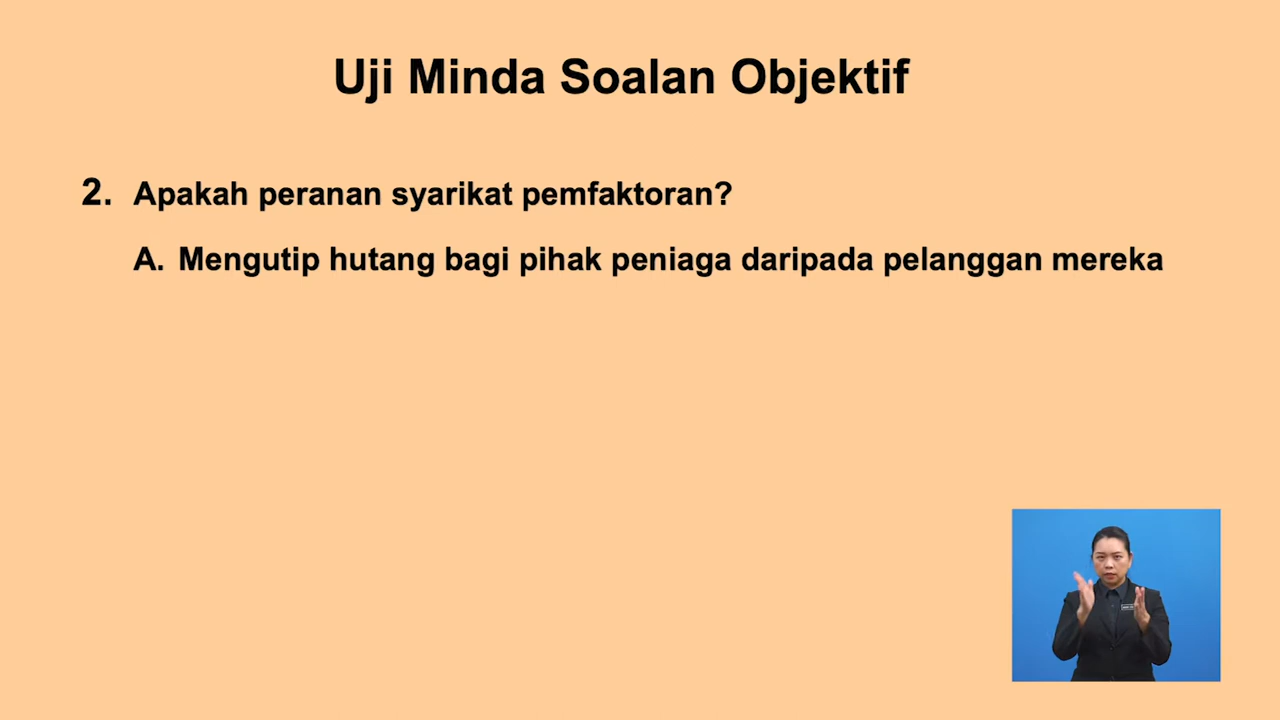 Uji Minda Soalan Objektif
2. Apakah peranan syarikat pemfaktoran?
A. Mengutip hutang bagi pihak peniaga daripada pelanggan mereka